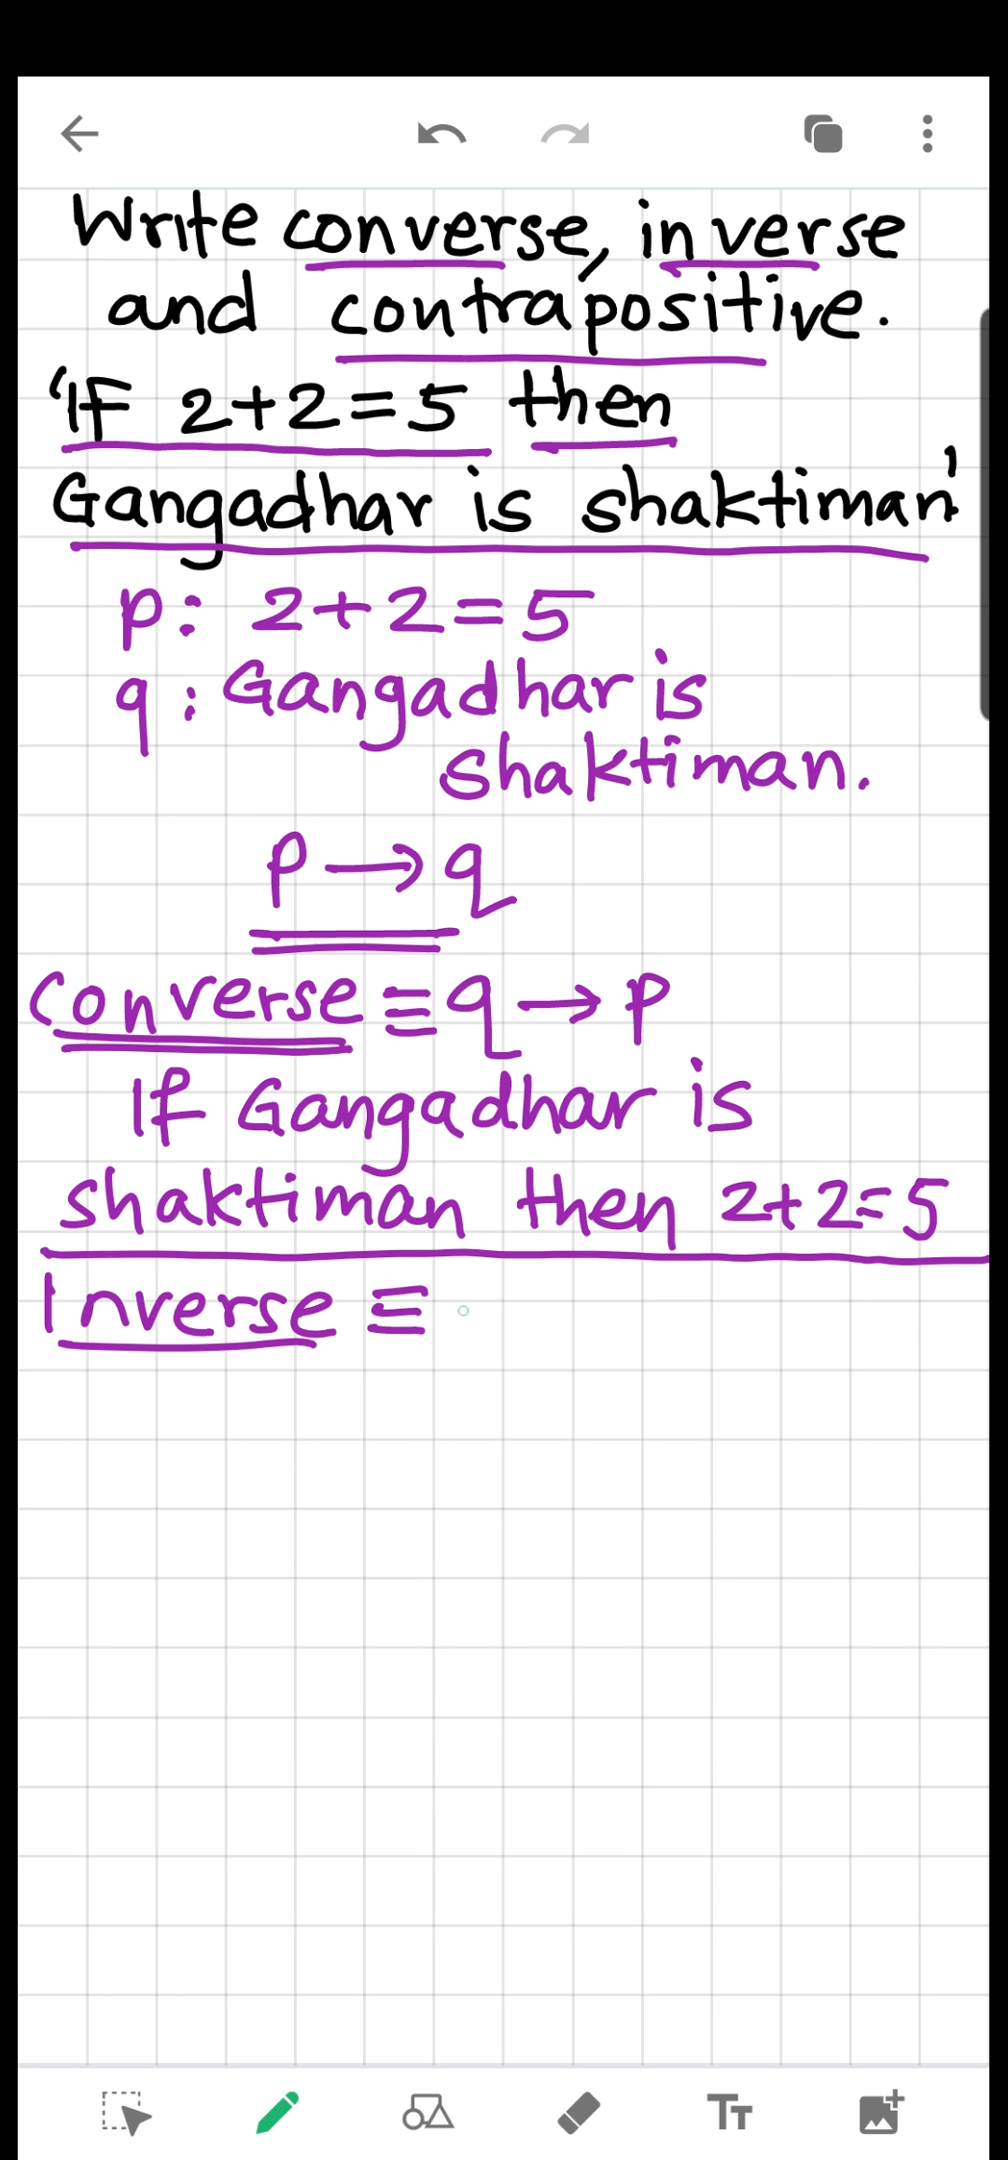 Write converse, inverse
and contrapositive.
'If 2+2=5 then
Gangadhar is shaktiman'
p: 2+2=5
q: Gangadhar is
shaktiman.
p→q
Converse ≡ q→p
If Gangadhar is
shaktiman then 2+2=5
Inverse ≡
TT